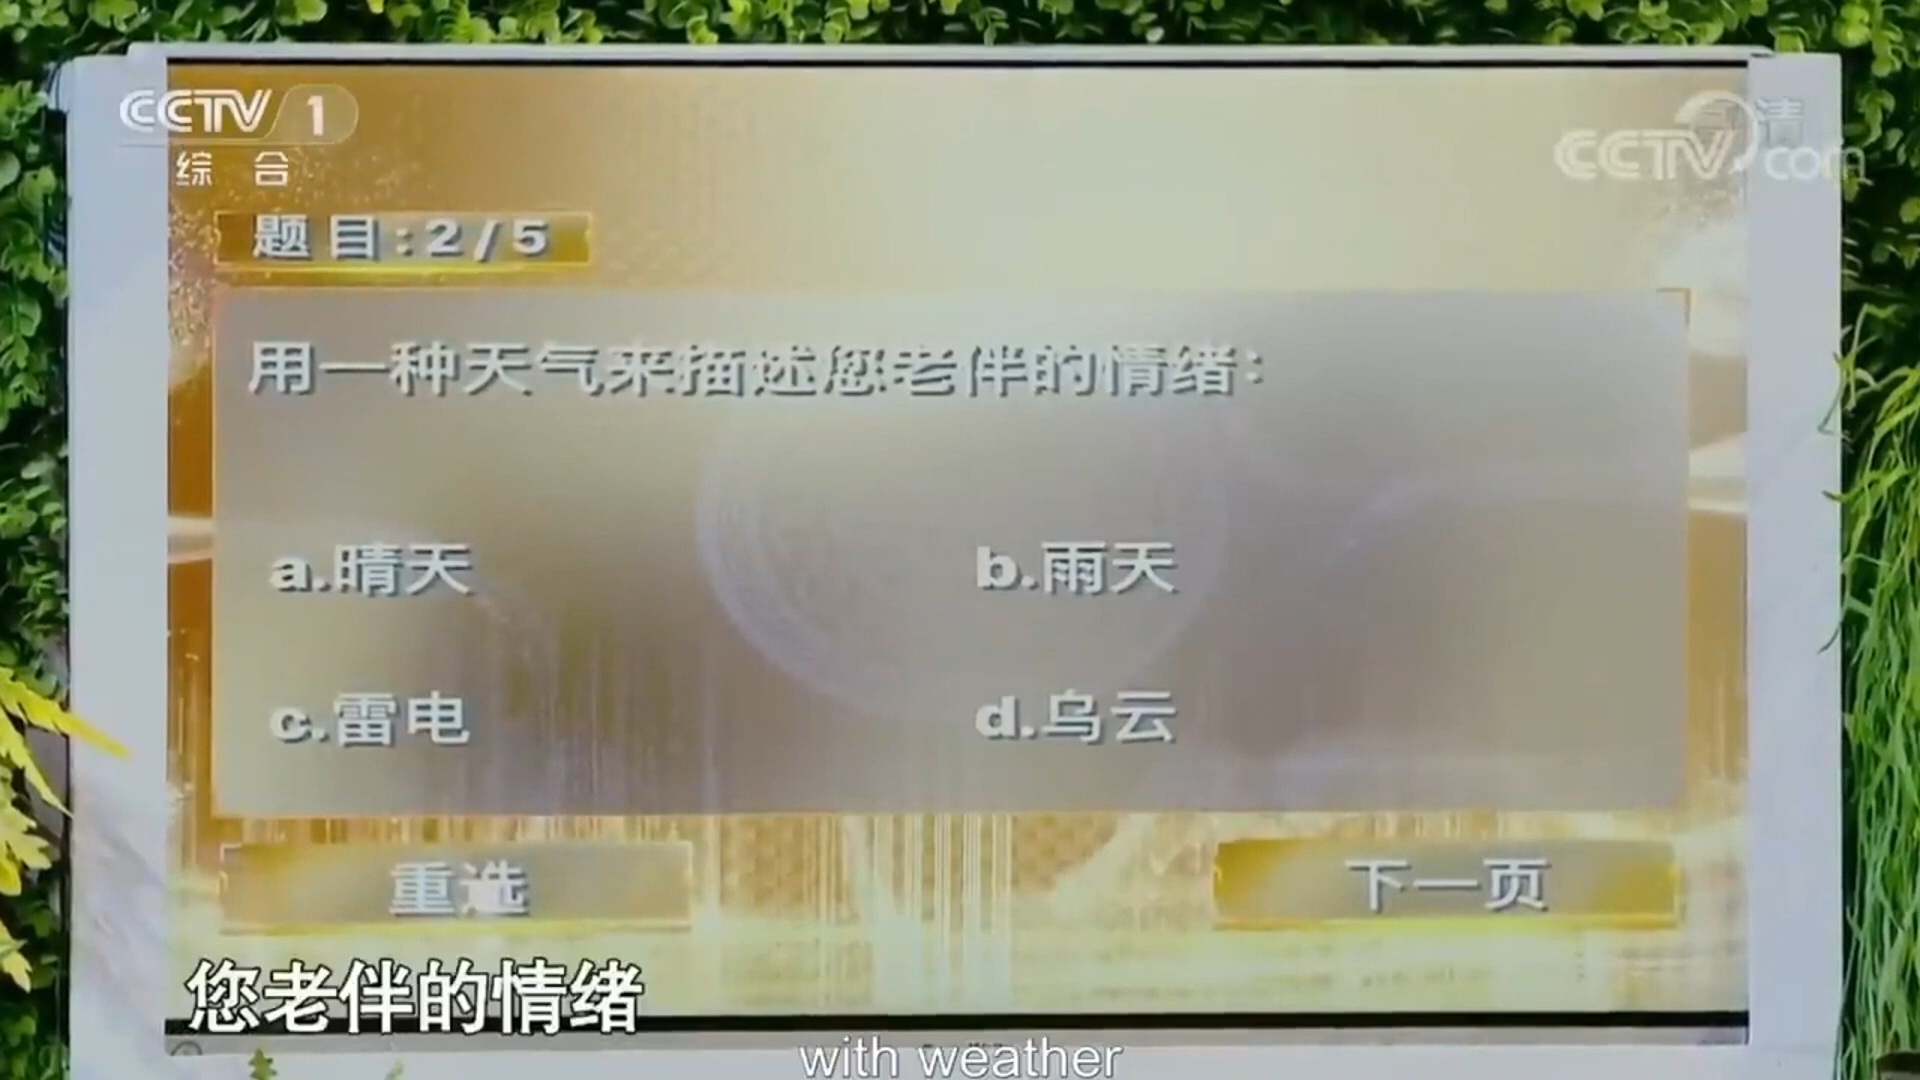 CCTV 1
综合
高清
CCTV.com
题目:2/5
用一种天气来描述您老伴的情绪:
a.晴天
b.雨天
c.雷电
d.乌云
重选
下一页
您老伴的情绪
with weather